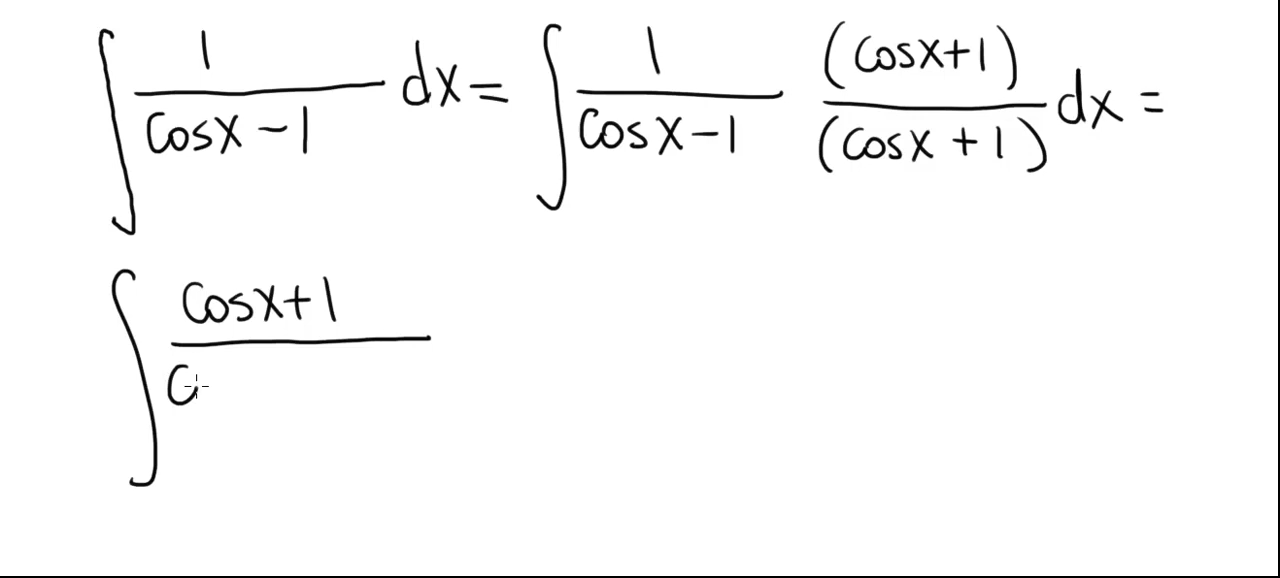 ∫ 1/(cosx-1) dx = ∫ 1/(cosx-1) (cosx+1)/(cosx+1) dx =
∫ cosx+1/c